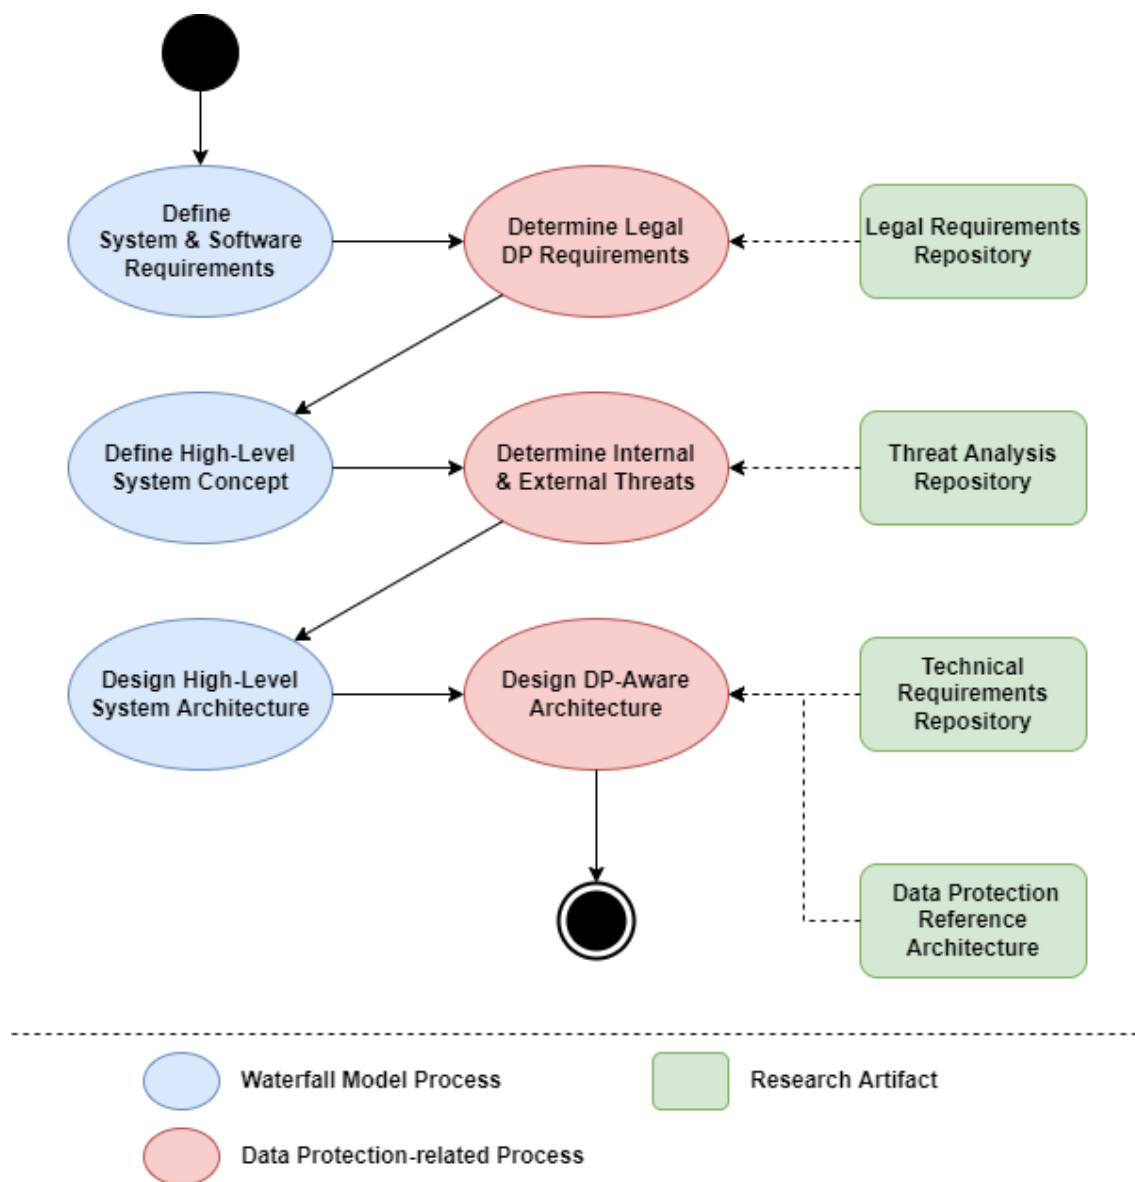 Define
System & Software
Requirements
Determine Legal
DP Requirements
Legal Requirements
Repository
Define High-Level
System Concept
Determine Internal
& External Threats
Threat Analysis
Repository
Design High-Level
System Architecture
Design DP-Aware
Architecture
Technical
Requirements
Repository
Data Protection
Reference
Architecture
Waterfall Model Process
Research Artifact
Data Protection-related Process